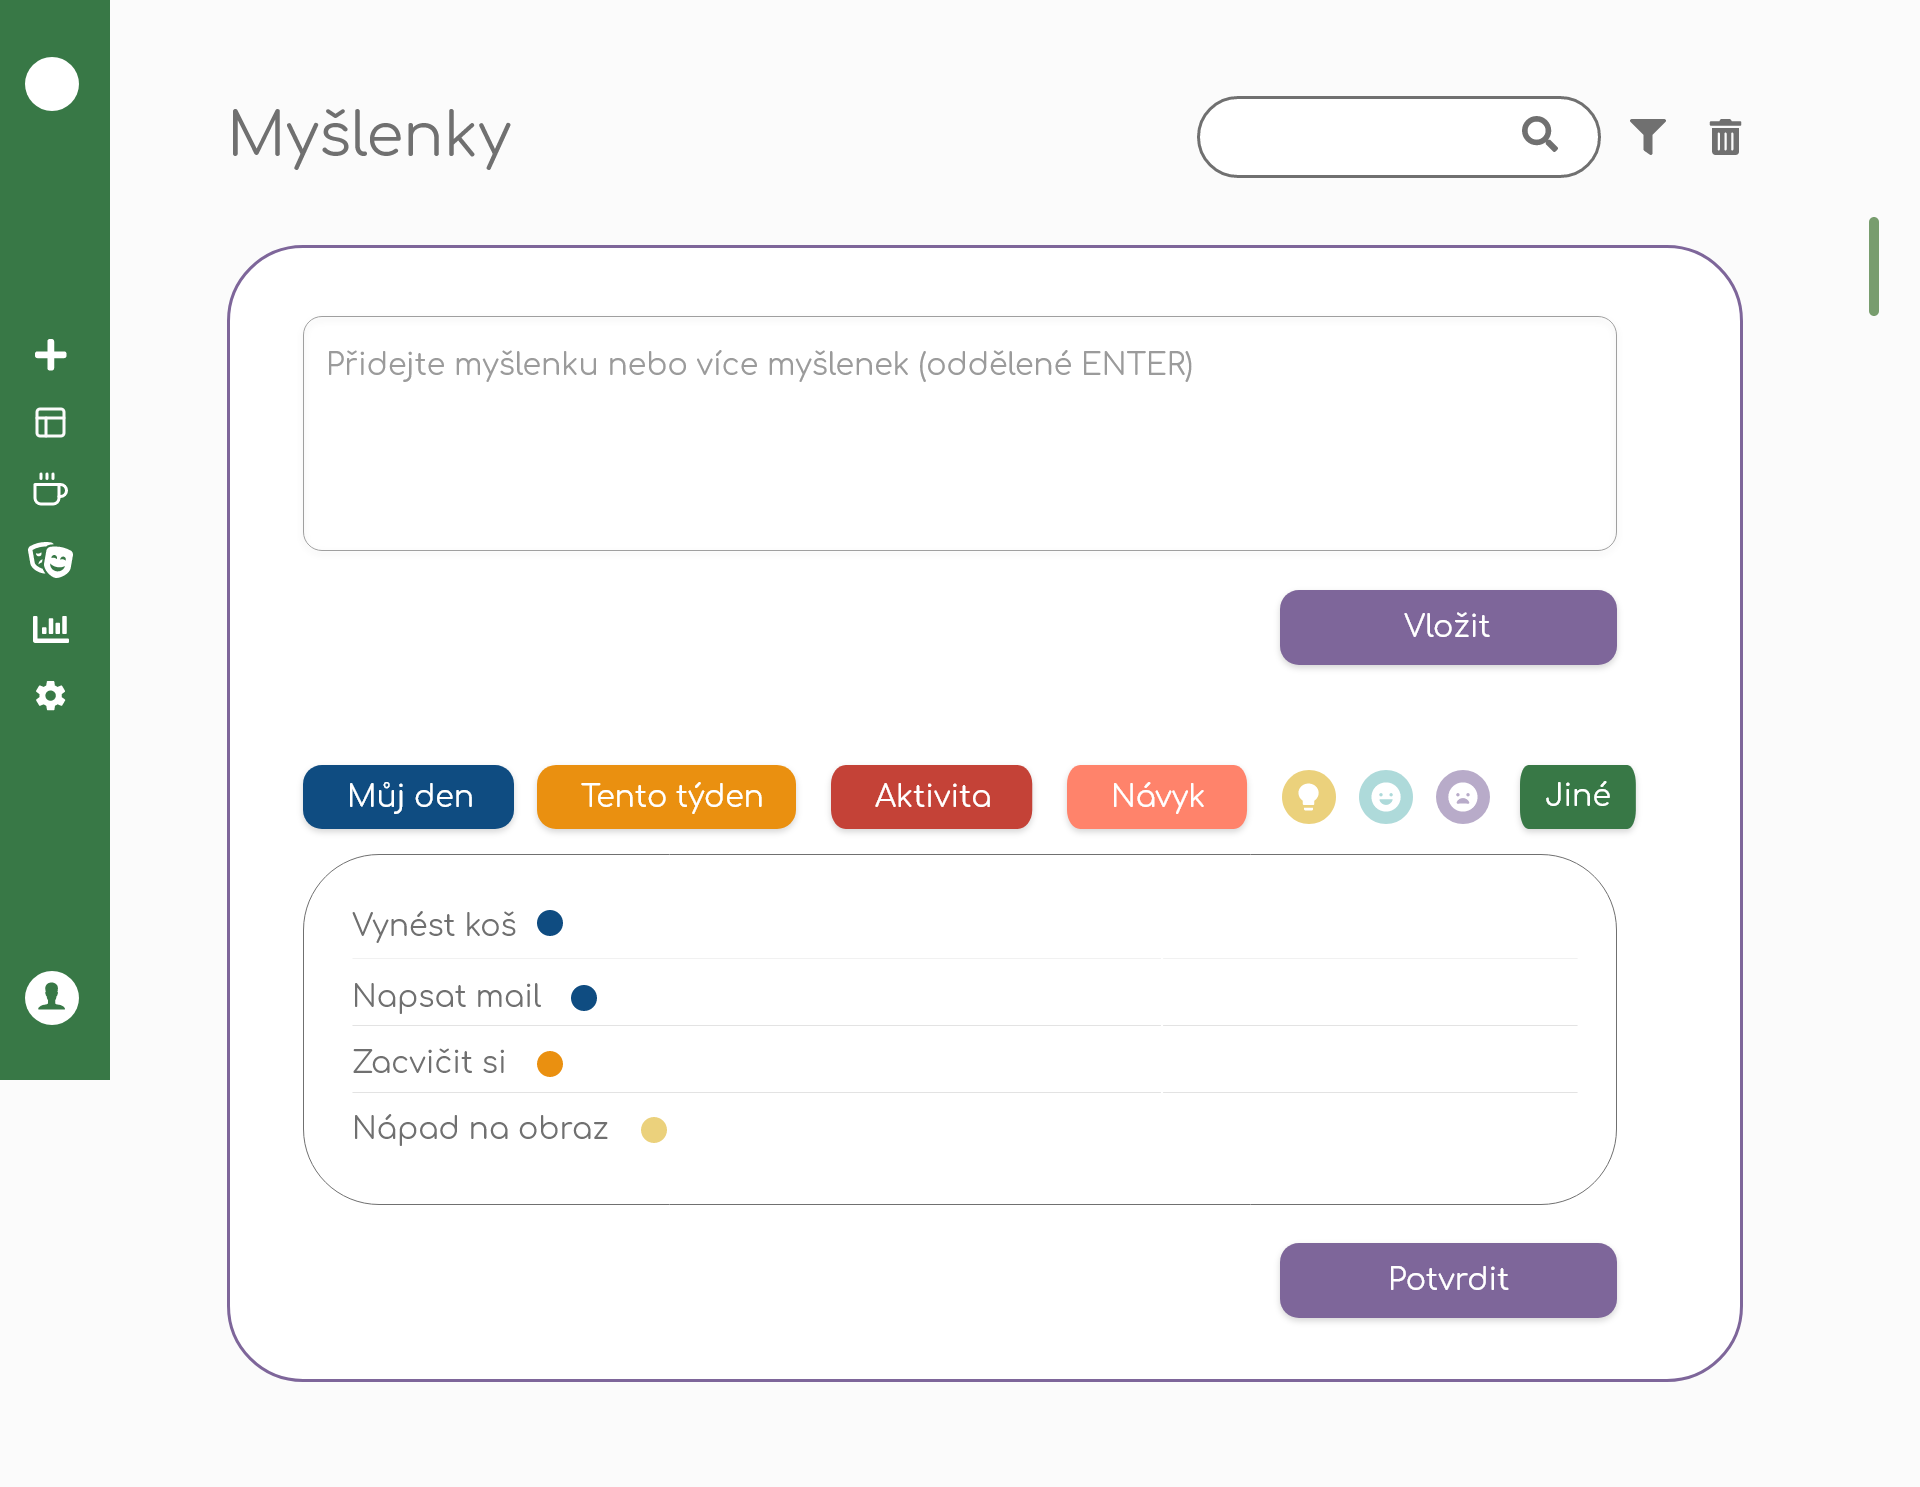 Myšlenky
Přidejte myšlenku nebo více myšlenek (oddělené ENTER)
Vložit
Můj den
Tento týden
Aktivita
Návyk
Jiné
Vynést koš
Napsat mail
Zacvičit si
Nápad na obraz
Potvrdit